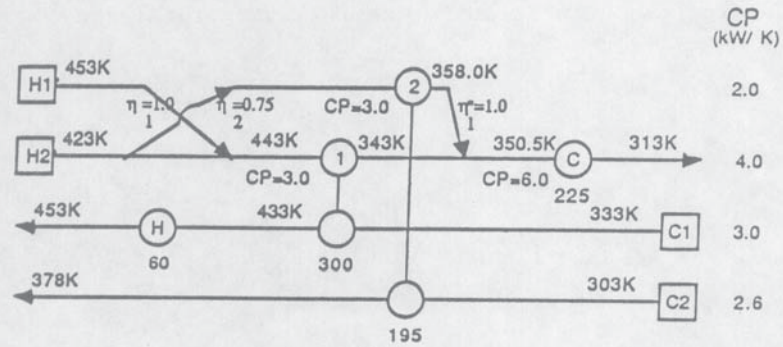 CP
(kW/ K)
H1 453K 2 358.0K 2.0
η =1.0 η =0.75 CP=3.0 η"=1.0
1 2 1
H2 423K 443K 1 343K 350.5K C 313K 4.0
CP=3.0 CP=6.0 225
453K H 433K 333K C1 3.0
60 300
378K 303K C2 2.6
195